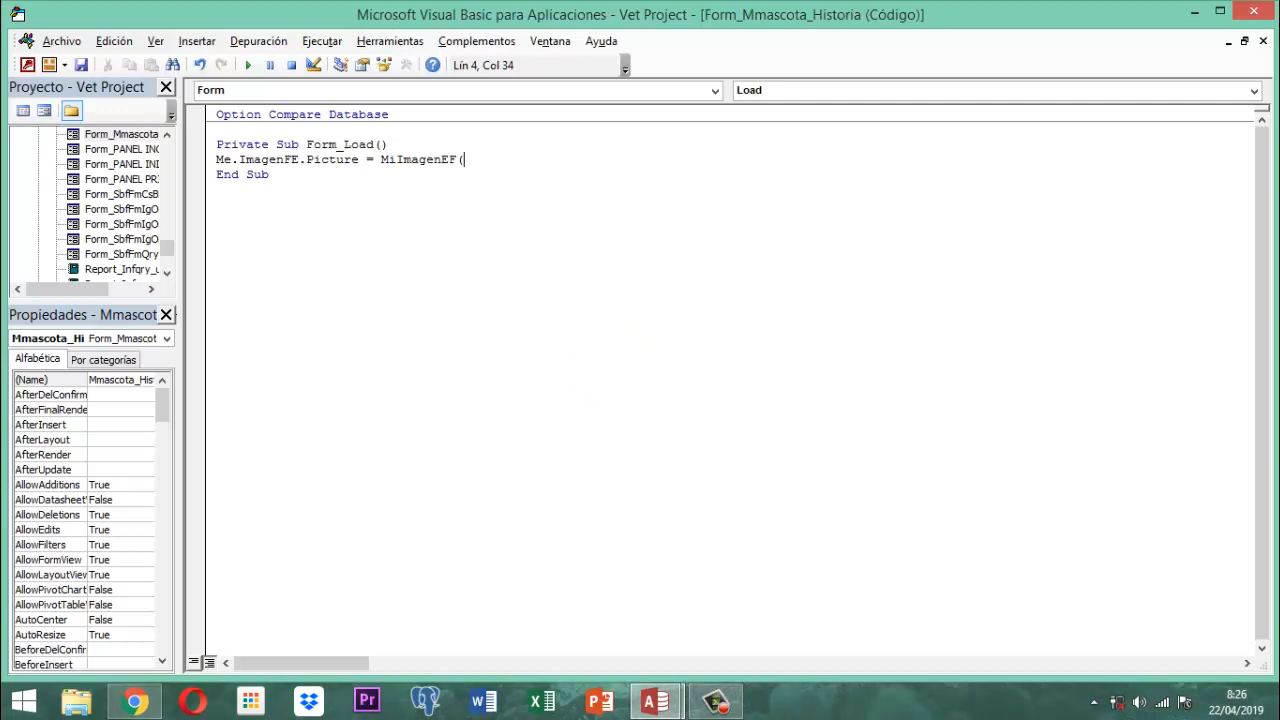 Microsoft Visual Basic para Aplicaciones - Vet Project - [Form_Mmascota_Historia (Código)]
Archivo Edición Ver Insertar Depuración Ejecutar Herramientas Complementos Ventana Ayuda
Lín 4, Col 34
Proyecto - Vet Project
Form_Mmascota
Form_PANEL INC
Form_PANEL INI
Form_PANEL PR
Form_SbfFmCsB
Form_SbfFmIgO
Form_SbfFmIgO
Form_SbfFmIgO
Form_SbfFmQry
Report_Infqry_u
Propiedades - Mmascot
Mmascota_Hi Form_Mmascot
Alfabética Por categorías
(Name) Mmascota_His
AfterDelConfirm
AfterFinalRende
AfterInsert
AfterLayout
AfterRender
AfterUpdate
AllowAdditions True
AllowDatasheet False
AllowDeletions True
AllowEdits True
AllowFilters True
AllowFormView True
AllowLayoutView True
AllowPivotChart False
AllowPivotTable False
AutoCenter False
AutoResize True
BeforeDelConfir
BeforeInsert
Form Load
Option Compare Database
Private Sub Form_Load()
Me.ImagenFE.Picture = MiImagenEF(
End Sub
Pr
8:26
22/04/2019